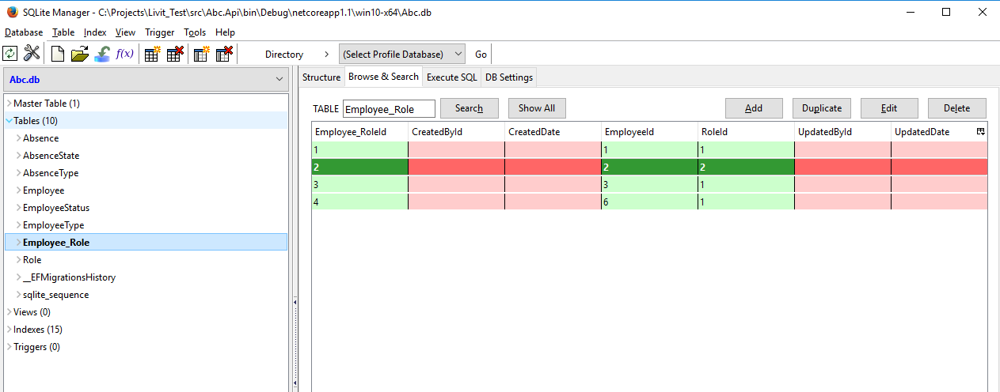 SQLite Manager - C:\Projects\Livit_Test\src\Abc.Api\bin\Debug\netcoreapp1.1\win10-x64\Abc.db
Database Table Index View Trigger Tools Help
f(x) Directory > (Select Profile Database) Go
Abc.db
Master Table (1)
Tables (10)
Absence
AbsenceState
AbsenceType
Employee
EmployeeStatus
EmployeeType
Employee_Role
Role
__EFMigrationsHistory
sqlite_sequence
Views (0)
Indexes (15)
Triggers (0)
Structure Browse & Search Execute SQL DB Settings
TABLE Employee_Role Search Show All Add Duplicate Edit Delete
Employee_RoleId CreatedById CreatedDate EmployeeId RoleId UpdatedById UpdatedDate
1 1 1
2 2 2
3 3 1
4 6 1